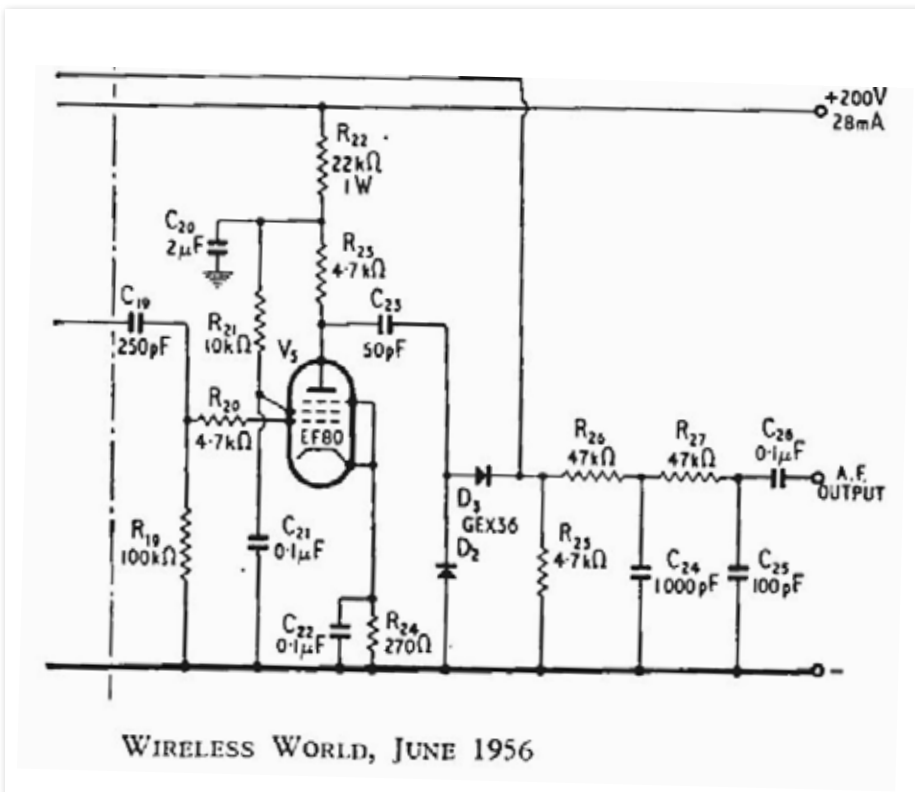 +200V
28mA
R22
22kΩ
1W
C20
2μF
R23
4·7kΩ
C19
250pF
R21
10kΩ
V5
C23
50pF
R20
4·7kΩ
EF80
R26
47kΩ
R27
47kΩ
C26
0·1μF
A.F.
OUTPUT
D3
GEX36
D2
R19
100kΩ
C21
0·1μF
R25
4·7kΩ
C24
1000pF
C25
100pF
C22
0·1μF
R24
270Ω
−
WIRELESS WORLD, JUNE 1956